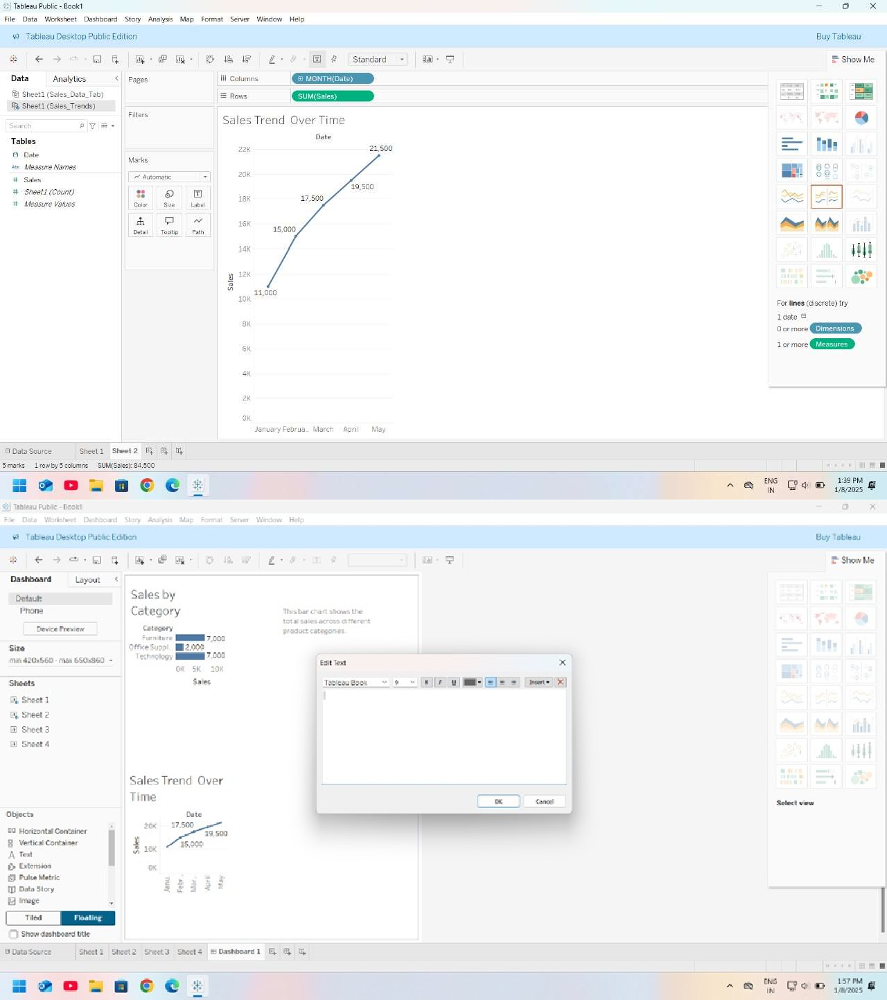 Tableau Public - Book1
File Data Worksheet Dashboard Story Analysis Map Format Server Window Help
Tableau Desktop Public Edition Buy Tableau
Standard Show Me
Data Analytics Pages Columns MONTH(Date)
Sheet1 (Sales_Data_Tab) Rows SUM(Sales)
Sheet1 (Sales_Trends)
Filters
Search
Sales Trend Over Time
Tables
Date
Date
Abc Measure Names
Sales
Sheet1 (Count)
Measure Values
Marks
Automatic
Color Size Label
Detail Tooltip Path
22K
20K
18K
16K
14K
12K
10K
8K
6K
4K
2K
0K
Sales
21,500
19,500
17,500
15,000
11,000
January Februa.. March April May
For lines (discrete) try
1 date
0 or more Dimensions
1 or more Measures
Data Source Sheet 1 Sheet 2
5 marks 1 row by 5 columns SUM(Sales): 84,500
ENG
IN
1:39 PM
1/8/2025
Tableau Public - Book1
File Data Worksheet Dashboard Story Analysis Map Format Server Window Help
Tableau Desktop Public Edition Buy Tableau
Show Me
Dashboard Layout
Default
Phone
Device Preview
Size
min 420x560 - max 650x860
Sheets
Sheet 1
Sheet 2
Sheet 3
Sheet 4
Objects
Horizontal Container
Vertical Container
Text
Extension
Pulse Metric
Data Story
Image
Tiled Floating
Show dashboard title
Sales by
Category
Category
Furniture 7,000
Office Suppl.. 2,000
Technology 7,000
0K 5K 10K
Sales
This bar chart shows the
total sales across different
product categories.
Sales Trend Over
Time
Date
20K
10K
0K
Sales
17,500
19,500
15,000
Janu.. Febr.. Mar.. April May
Edit Text
Tableau Book 9 B I U Insert
OK Cancel
Select view
Data Source Sheet 1 Sheet 2 Sheet 3 Sheet 4 Dashboard 1
ENG
IN
1:57 PM
1/8/2025